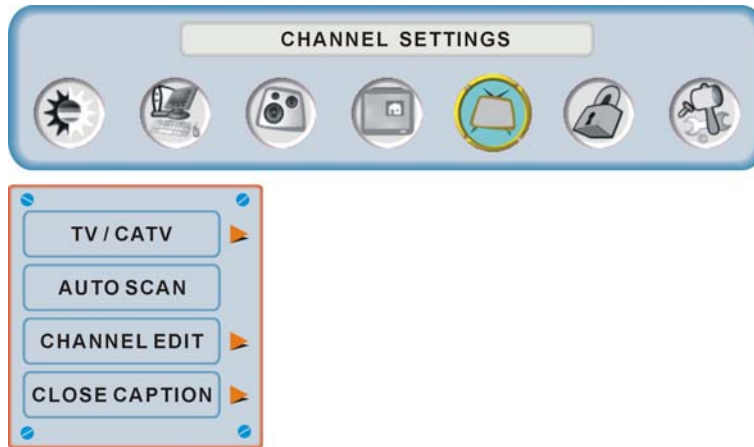 CHANNEL SETTINGS
TV / CATV
AUTO SCAN
CHANNEL EDIT
CLOSE CAPTION